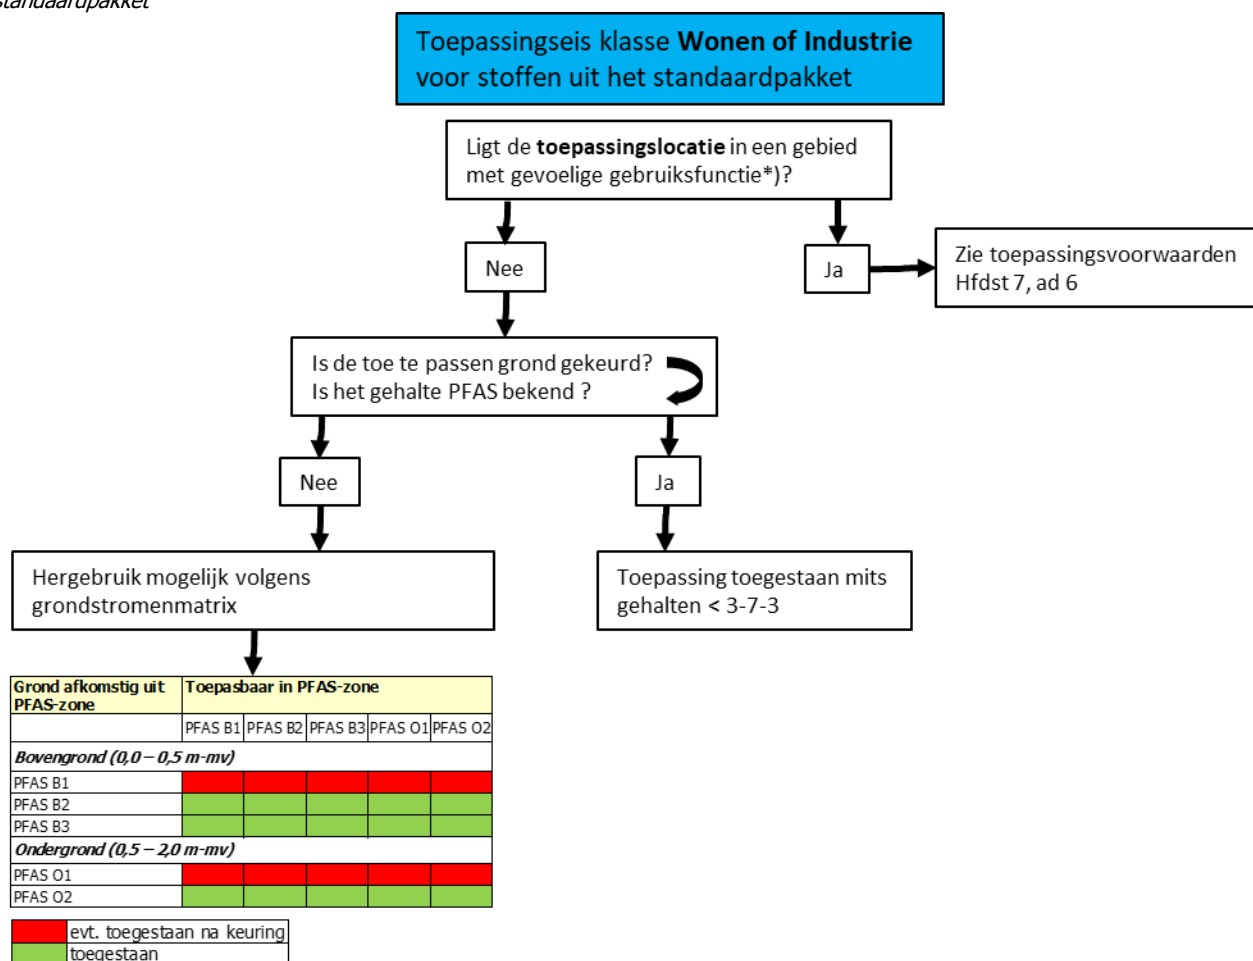 standaardpakket
Toepassingseis klasse Wonen of Industrie
voor stoffen uit het standaardpakket
Ligt de toepassingslocatie in een gebied
met gevoelige gebruiksfunctie*)?
Nee
Ja
Zie toepassingsvoorwaarden
Hfdst 7, ad 6
Is de toe te passen grond gekeurd?
Is het gehalte PFAS bekend ?
Nee
Ja
Hergebruik mogelijk volgens
grondstromenmatrix
Toepassing toegestaan mits
gehalten < 3-7-3
Grond afkomstig uit
PFAS-zone
Toepasbaar in PFAS-zone
PFAS B1 PFAS B2 PFAS B3 PFAS O1 PFAS O2
Bovengrond (0,0 – 0,5 m-mv)
PFAS B1
PFAS B2
PFAS B3
Ondergrond (0,5 – 2,0 m-mv)
PFAS O1
PFAS O2
evt. toegestaan na keuring
toegestaan